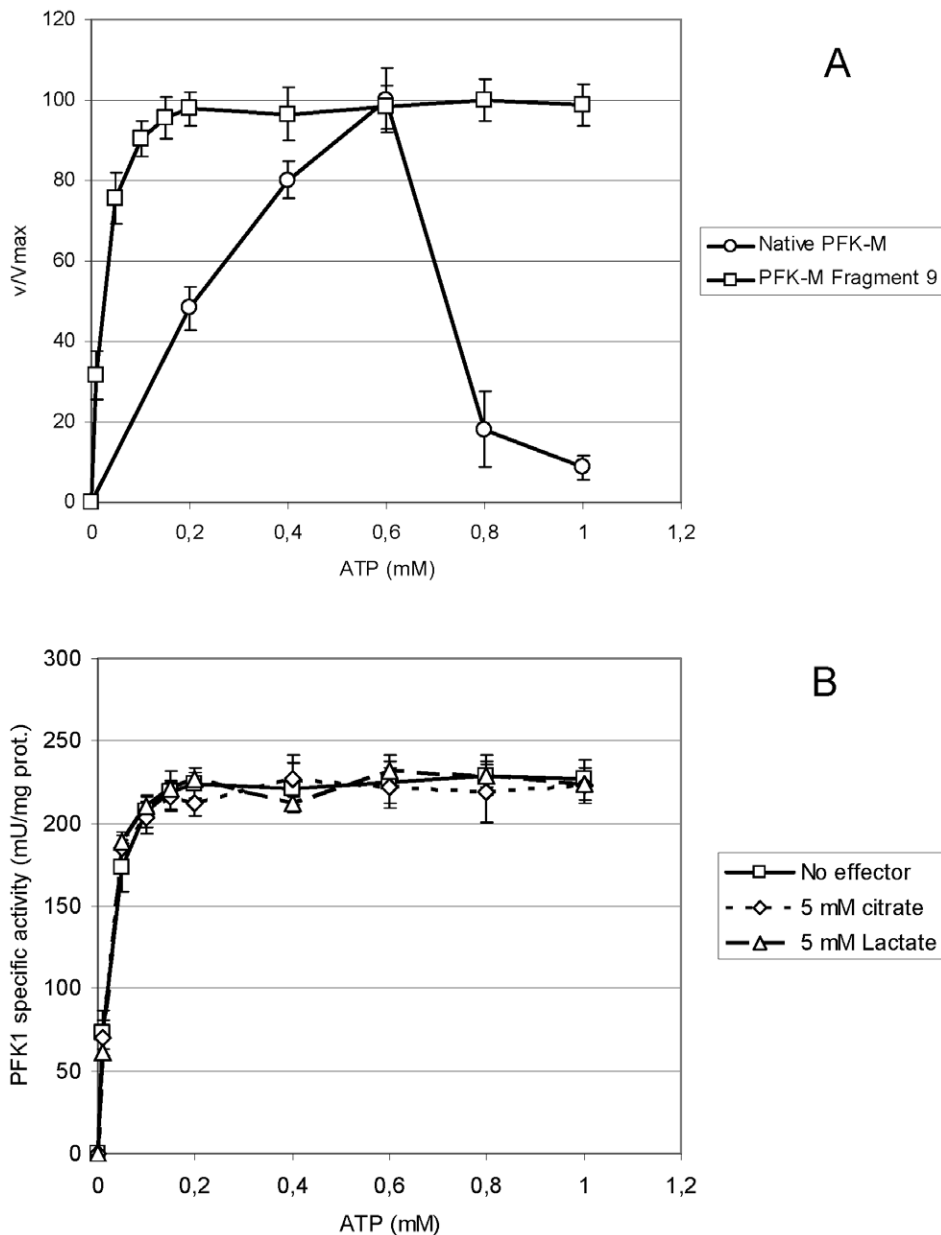 120
100
80
60
40
20
0
v/Vmax
0 0,2 0,4 0,6 0,8 1 1,2
ATP (mM)
A
Native PFK-M
PFK-M Fragment 9
300
250
200
150
100
50
0
PFK1 specific activity (mU/mg prot.)
0 0,2 0,4 0,6 0,8 1 1,2
ATP (mM)
B
No effector
5 mM citrate
5 mM Lactate